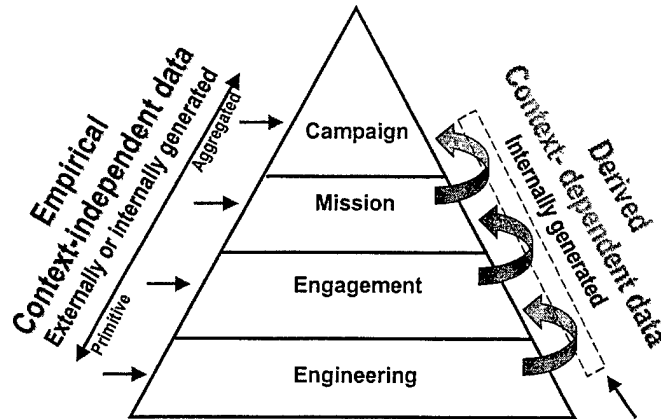 Empirical
Context-independent data
Externally or internally generated
Aggregated
Primitive
Campaign
Mission
Engagement
Engineering
Derived
Context- dependent data
Internally generated